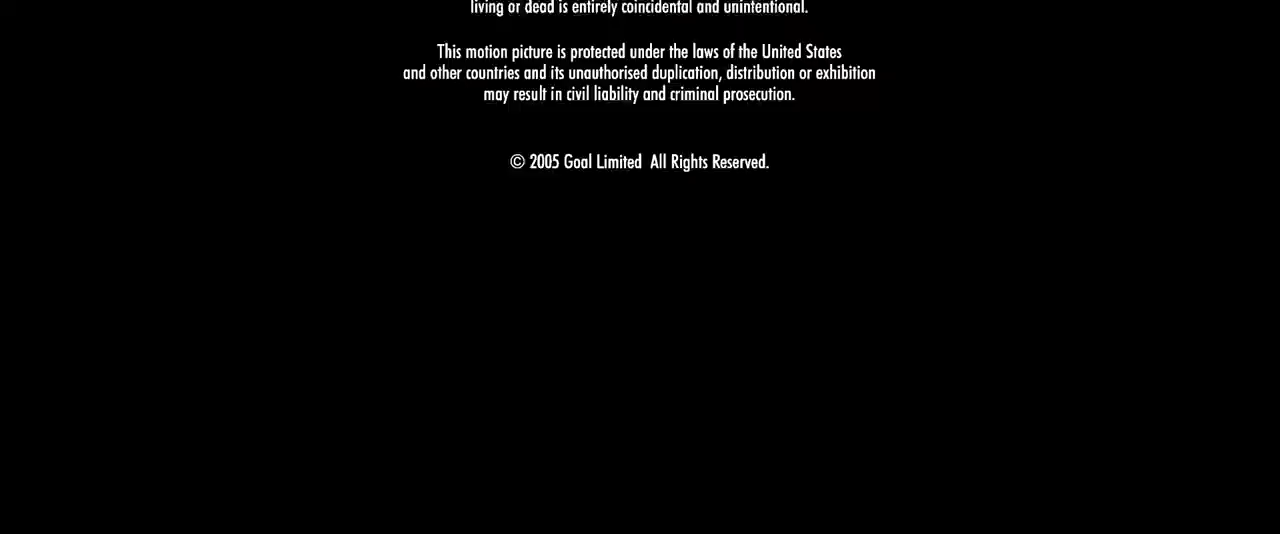 living or dead is entirely coincidental and unintentional.
This motion picture is protected under the laws of the United States
and other countries and its unauthorised duplication, distribution or exhibition
may result in civil liability and criminal prosecution.
© 2005 Goal Limited  All Rights Reserved.